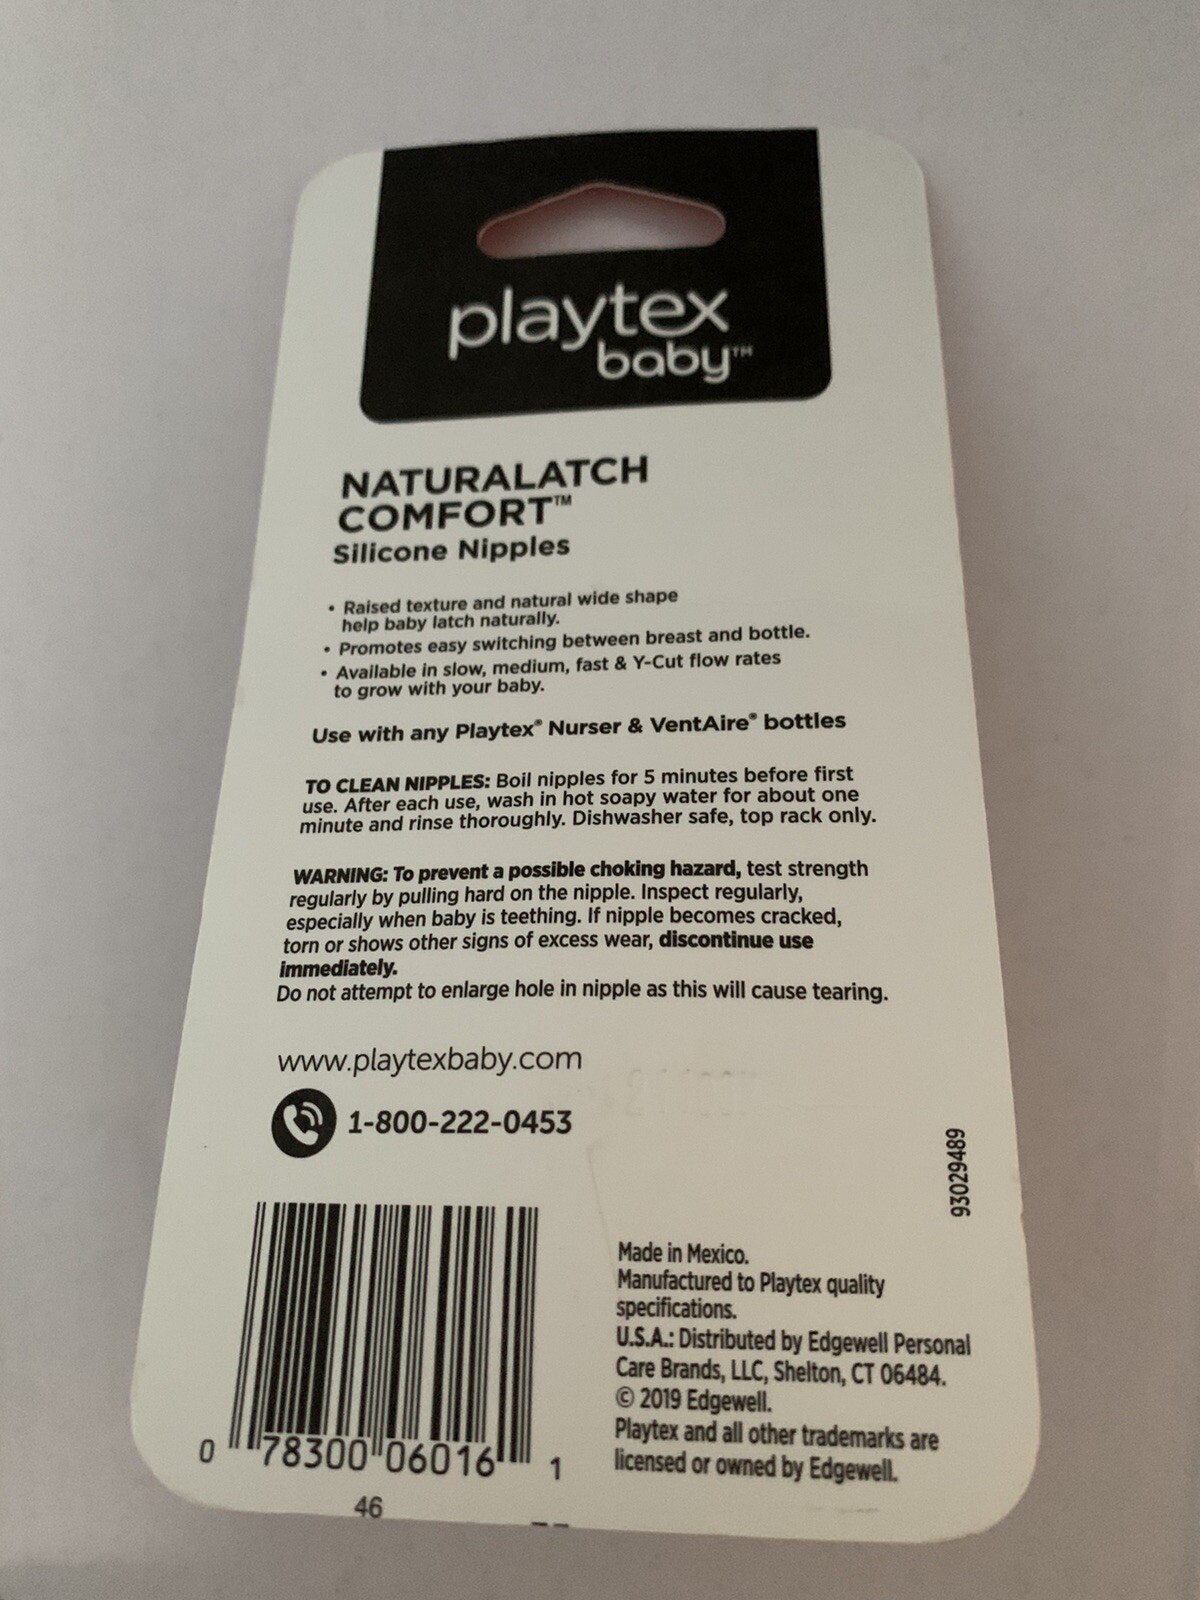 playtex
baby™
NATURALATCH
COMFORT™
Silicone Nipples
• Raised texture and natural wide shape
help baby latch naturally.
• Promotes easy switching between breast and bottle.
• Available in slow, medium, fast & Y-Cut flow rates
to grow with your baby.
Use with any Playtex® Nurser & VentAire® bottles
TO CLEAN NIPPLES: Boil nipples for 5 minutes before first
use. After each use, wash in hot soapy water for about one
minute and rinse thoroughly. Dishwasher safe, top rack only.
WARNING: To prevent a possible choking hazard, test strength
regularly by pulling hard on the nipple. Inspect regularly,
especially when baby is teething. If nipple becomes cracked,
torn or shows other signs of excess wear, discontinue use
immediately.
Do not attempt to enlarge hole in nipple as this will cause tearing.
www.playtexbaby.com
1-800-222-0453
93029489
Made in Mexico.
Manufactured to Playtex quality
specifications.
U.S.A.: Distributed by Edgewell Personal
Care Brands, LLC, Shelton, CT 06484.
© 2019 Edgewell.
Playtex and all other trademarks are
licensed or owned by Edgewell.
0 78300 06016 1
46